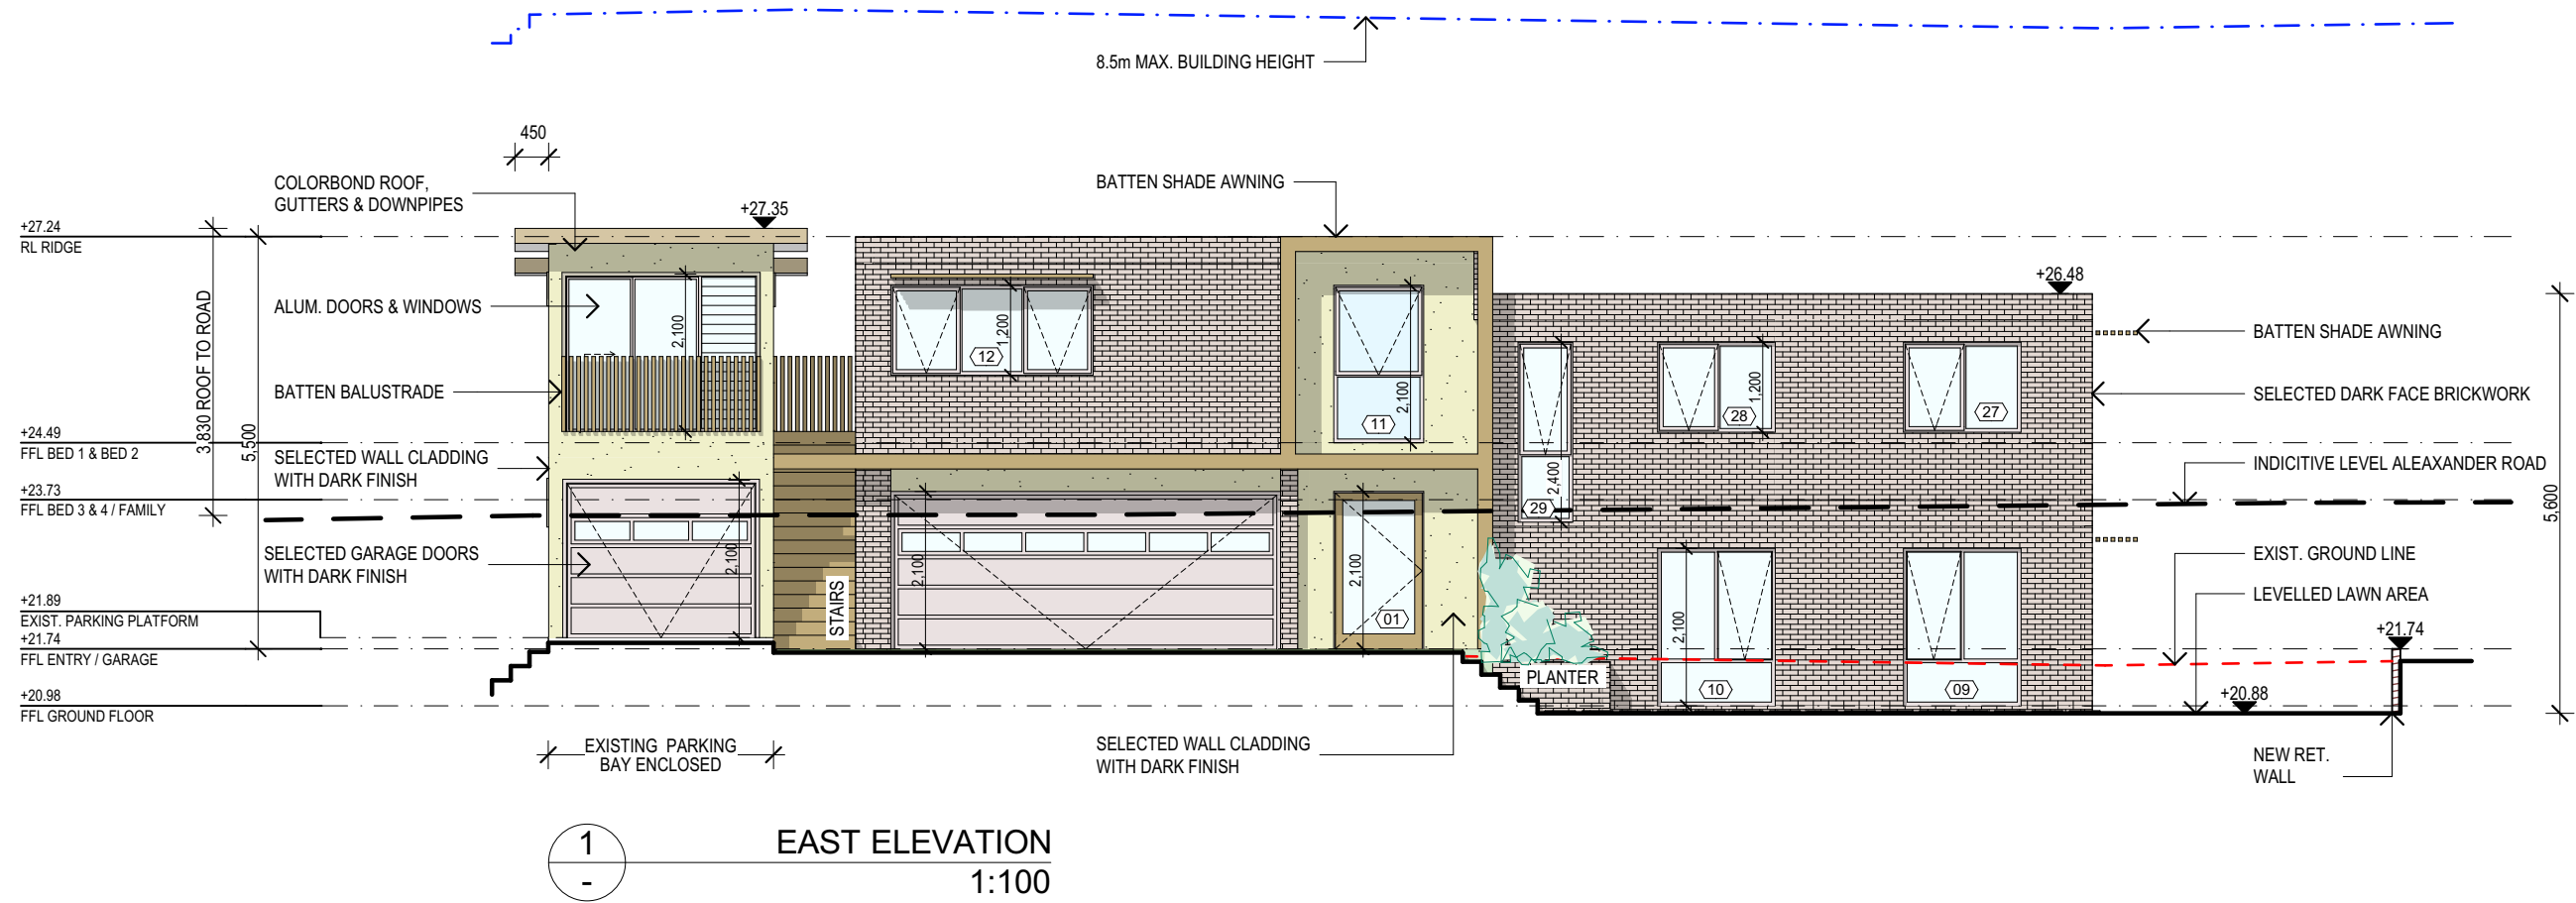 8.5m MAX. BUILDING HEIGHT
450
COLORBOND ROOF,
GUTTERS & DOWNPIPES
BATTEN SHADE AWNING
+27.35
+27.24
RL RIDGE
+26.48
ALUM. DOORS & WINDOWS
2,100
12
1,200
11
2,100
28
1,200
27
BATTEN SHADE AWNING
3,830 ROOF TO ROAD
5,500
BATTEN BALUSTRADE
SELECTED DARK FACE BRICKWORK
+24.49
FFL BED 1 & BED 2
SELECTED WALL CLADDING
WITH DARK FINISH
2,400
29
INDICITIVE LEVEL ALEAXANDER ROAD
+23.73
FFL BED 3 & 4 / FAMILY
5,600
SELECTED GARAGE DOORS
WITH DARK FINISH
2,100
2,100
2,100
EXIST. GROUND LINE
LEVELLED LAWN AREA
STAIRS
01
2,100
+21.89
EXIST. PARKING PLATFORM
+21.74
FFL ENTRY / GARAGE
+21.74
PLANTER
10
09
+20.98
FFL GROUND FLOOR
+20.88
EXISTING PARKING
BAY ENCLOSED
SELECTED WALL CLADDING
WITH DARK FINISH
NEW RET.
WALL
1
-
EAST ELEVATION
1:100